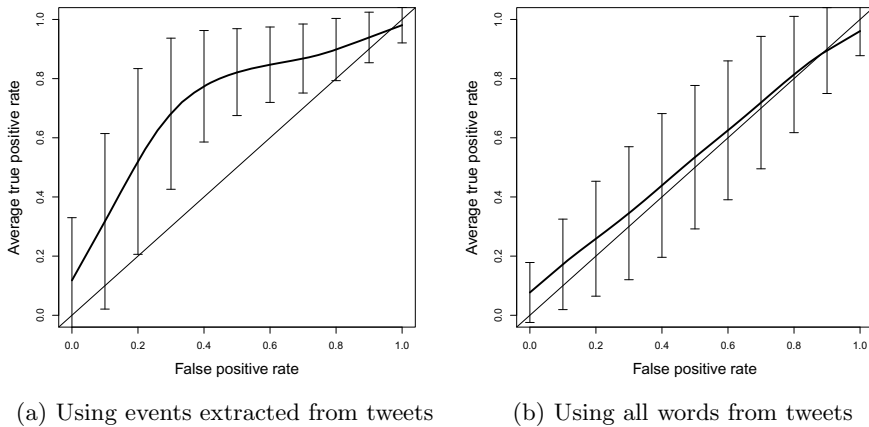 Average true positive rate
1.0
0.8
0.6
0.4
0.2
0.0
0.0 0.2 0.4 0.6 0.8 1.0
False positive rate
(a) Using events extracted from tweets
Average true positive rate
1.0
0.8
0.6
0.4
0.2
0.0
0.0 0.2 0.4 0.6 0.8 1.0
False positive rate
(b) Using all words from tweets